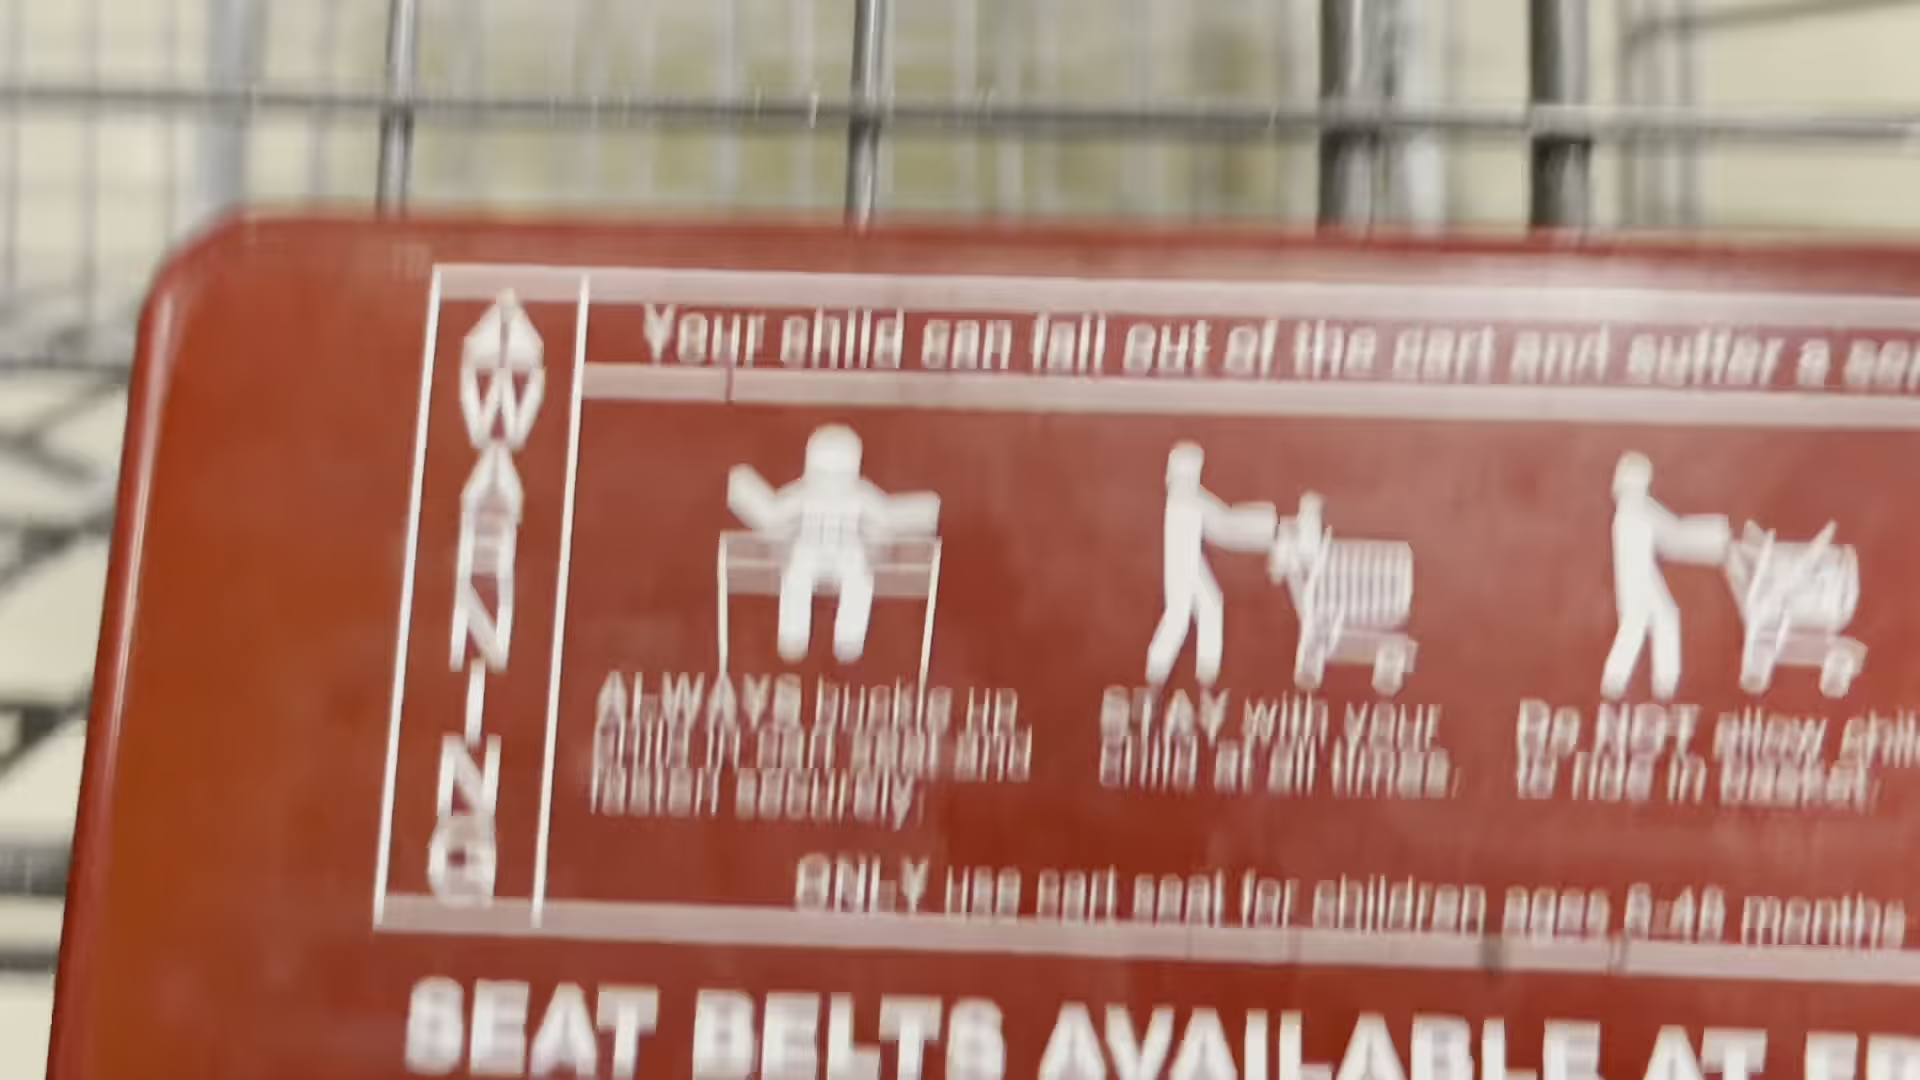 WARNING
Your child can fall out of the cart and suffer a
ALWAYS buckle up
child in cart seat and
fasten securely.
STAY with your
child at all times.
Do NOT allow
to ride in basket.
ONLY use cart seat for children ages 6-48 months
SEAT BELTS AVAILABLE AT